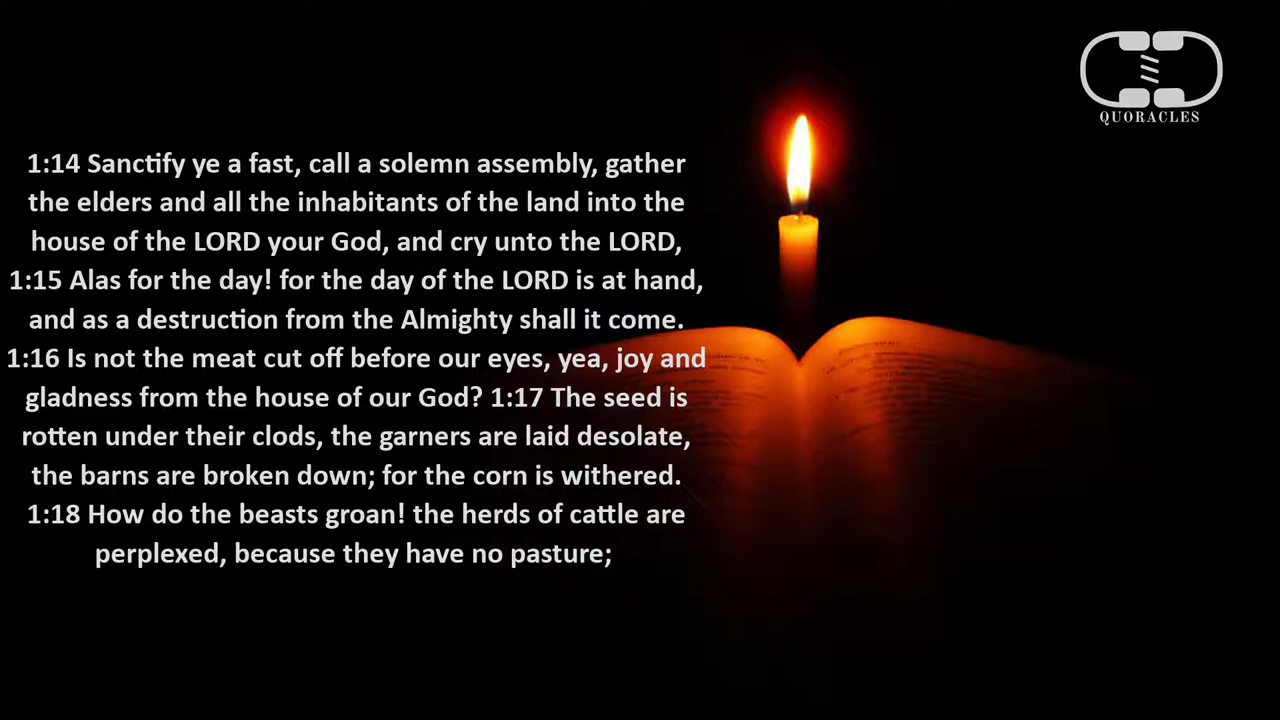 QUORACLES
1:14 Sanctify ye a fast, call a solemn assembly, gather
the elders and all the inhabitants of the land into the
house of the LORD your God, and cry unto the LORD,
1:15 Alas for the day! for the day of the LORD is at hand,
and as a destruction from the Almighty shall it come.
1:16 Is not the meat cut off before our eyes, yea, joy and
gladness from the house of our God? 1:17 The seed is
rotten under their clods, the garners are laid desolate,
the barns are broken down; for the corn is withered.
1:18 How do the beasts groan! the herds of cattle are
perplexed, because they have no pasture;